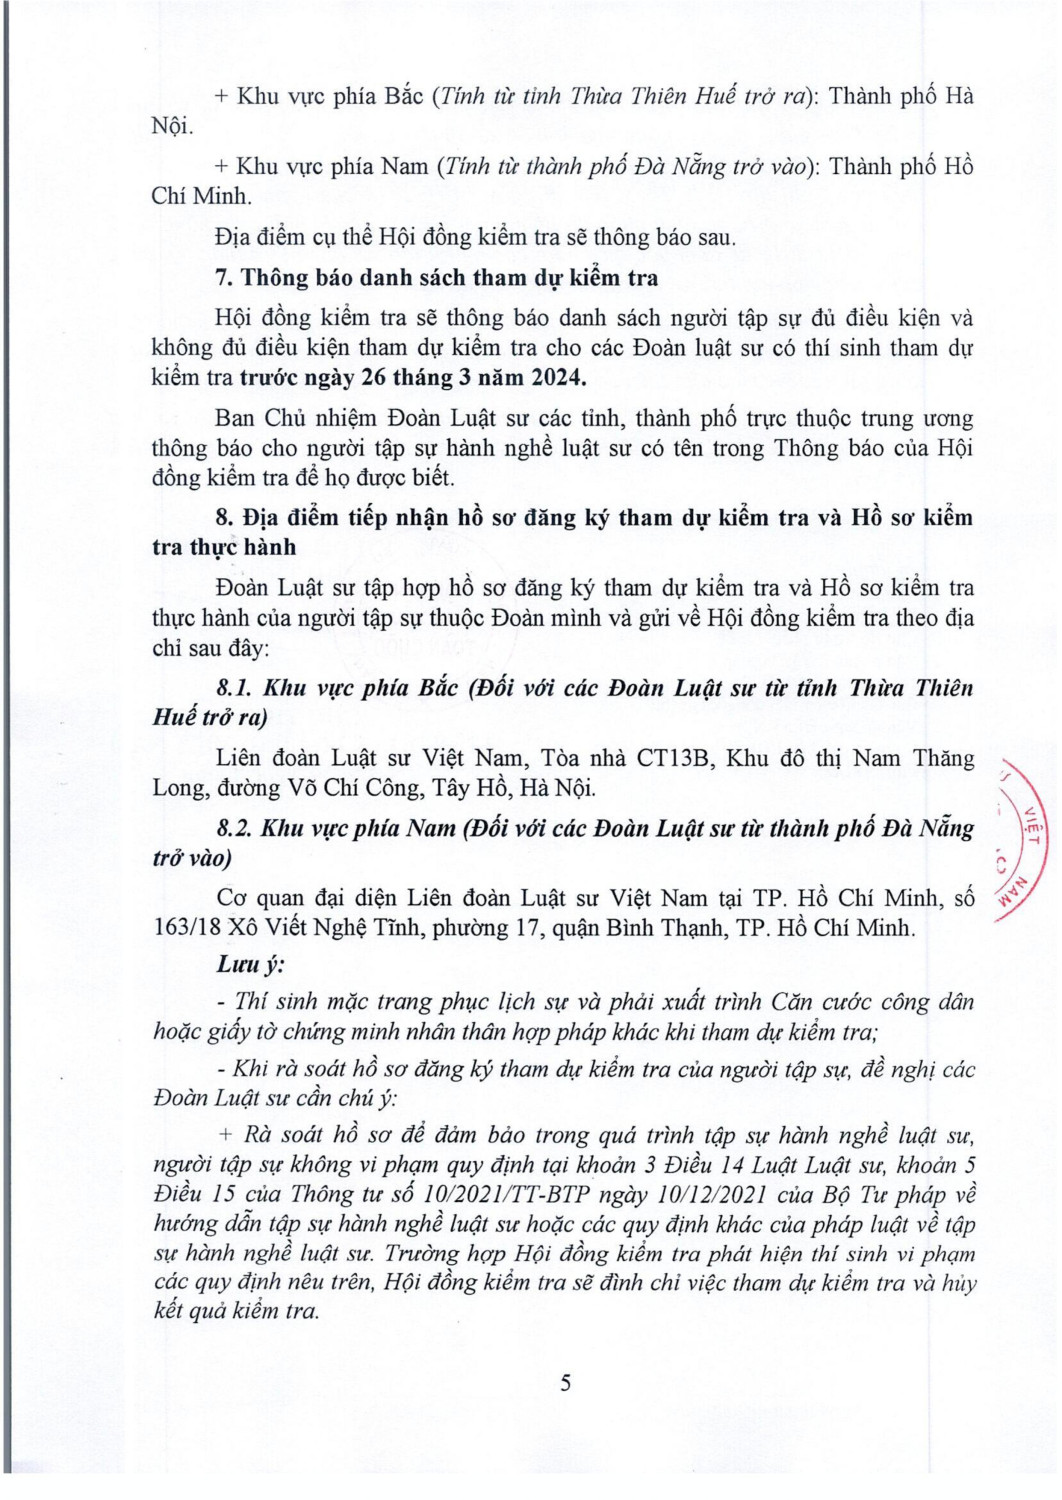 + Khu vực phía Bắc (Tính từ tỉnh Thừa Thiên Huế trở ra): Thành phố Hà
Nội.
+ Khu vực phía Nam (Tính từ thành phố Đà Nẵng trở vào): Thành phố Hồ
Chí Minh.
Địa điểm cụ thể Hội đồng kiểm tra sẽ thông báo sau.
7. Thông báo danh sách tham dự kiểm tra
Hội đồng kiểm tra sẽ thông báo danh sách người tập sự đủ điều kiện và
không đủ điều kiện tham dự kiểm tra cho các Đoàn luật sư có thí sinh tham dự
kiểm tra trước ngày 26 tháng 3 năm 2024.
Ban Chủ nhiệm Đoàn Luật sư các tỉnh, thành phố trực thuộc trung ương
thông báo cho người tập sự hành nghề luật sư có tên trong Thông báo của Hội
đồng kiểm tra để họ được biết.
8. Địa điểm tiếp nhận hồ sơ đăng ký tham dự kiểm tra và Hồ sơ kiểm
tra thực hành
Đoàn Luật sư tập hợp hồ sơ đăng ký tham dự kiểm tra và Hồ sơ kiểm tra
thực hành của người tập sự thuộc Đoàn mình và gửi về Hội đồng kiểm tra theo địa
chỉ sau đây:
8.1. Khu vực phía Bắc (Đối với các Đoàn Luật sư từ tỉnh Thừa Thiên
Huế trở ra)
Liên đoàn Luật sư Việt Nam, Tòa nhà CT13B, Khu đô thị Nam Thăng
Long, đường Võ Chí Công, Tây Hồ, Hà Nội.
8.2. Khu vực phía Nam (Đối với các Đoàn Luật sư từ thành phố Đà Nẵng
trở vào)
Cơ quan đại diện Liên đoàn Luật sư Việt Nam tại TP. Hồ Chí Minh, số
163/18 Xô Viết Nghệ Tĩnh, phường 17, quận Bình Thạnh, TP. Hồ Chí Minh.
VIỆT NAM
Lưu ý:
- Thí sinh mặc trang phục lịch sự và phải xuất trình Căn cước công dân
hoặc giấy tờ chứng minh nhân thân hợp pháp khác khi tham dự kiểm tra;
- Khi rà soát hồ sơ đăng ký tham dự kiểm tra của người tập sự, đề nghị các
Đoàn Luật sư cần chú ý:
+ Rà soát hồ sơ để đảm bảo trong quá trình tập sự hành nghề luật sư,
người tập sự không vi phạm quy định tại khoản 3 Điều 14 Luật Luật sư, khoản 5
Điều 15 của Thông tư số 10/2021/TT-BTP ngày 10/12/2021 của Bộ Tư pháp về
hướng dẫn tập sự hành nghề luật sư hoặc các quy định khác của pháp luật về tập
sự hành nghề luật sư. Trường hợp Hội đồng kiểm tra phát hiện thí sinh vi phạm
các quy định nêu trên, Hội đồng kiểm tra sẽ đình chỉ việc tham dự kiểm tra và hủy
kết quả kiểm tra.
5